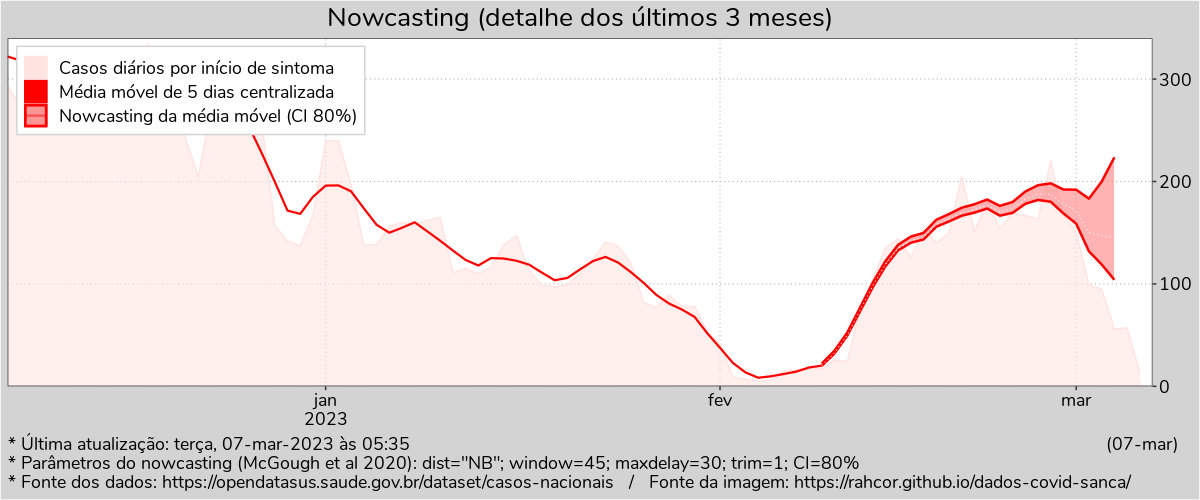 Nowcasting (detalhe dos últimos 3 meses)
Casos diários por início de sintoma
Média móvel de 5 dias centralizada
Nowcasting da média móvel (CI 80%)
300
200
100
0
jan
2023
fev
mar
* Última atualização: terça, 07-mar-2023 às 05:35
(07-mar)
* Parâmetros do nowcasting (McGough et al 2020): dist="NB"; window=45; maxdelay=30; trim=1; CI=80%
* Fonte dos dados: https://opendatasus.saude.gov.br/dataset/casos-nacionais / Fonte da imagem: https://rahcor.github.io/dados-covid-sanca/